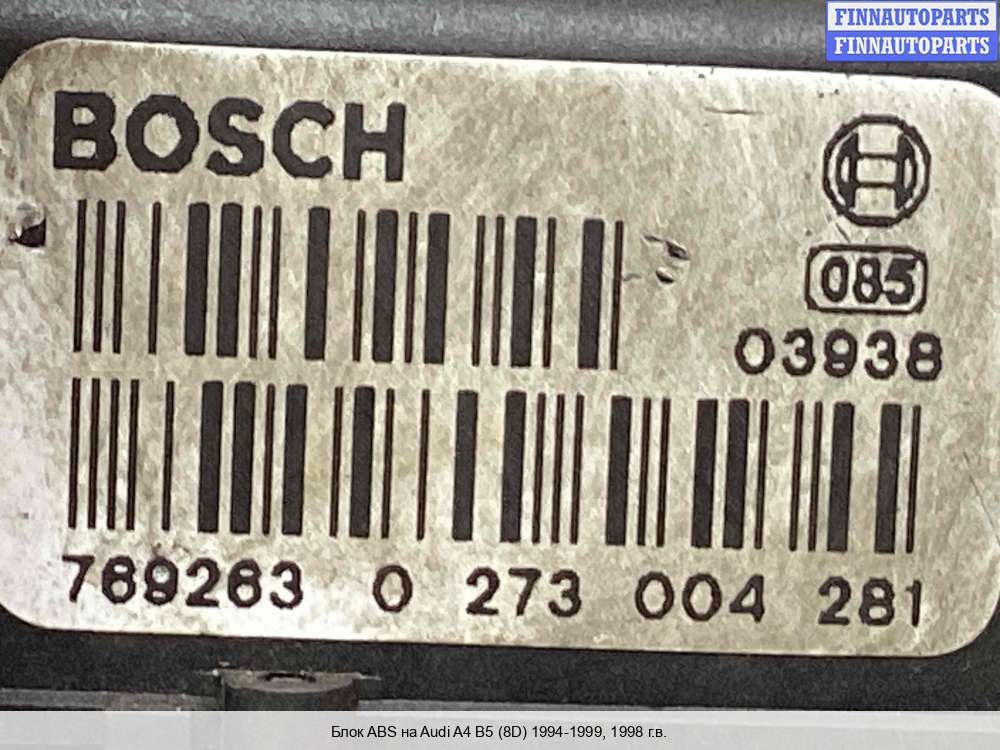 FINNAUTOPARTS
FINNAUTOPARTS
BOSCH
085
03938
769263 0 273 004 281
Блок ABS на Audi A4 B5 (8D) 1994-1999, 1998 г.в.